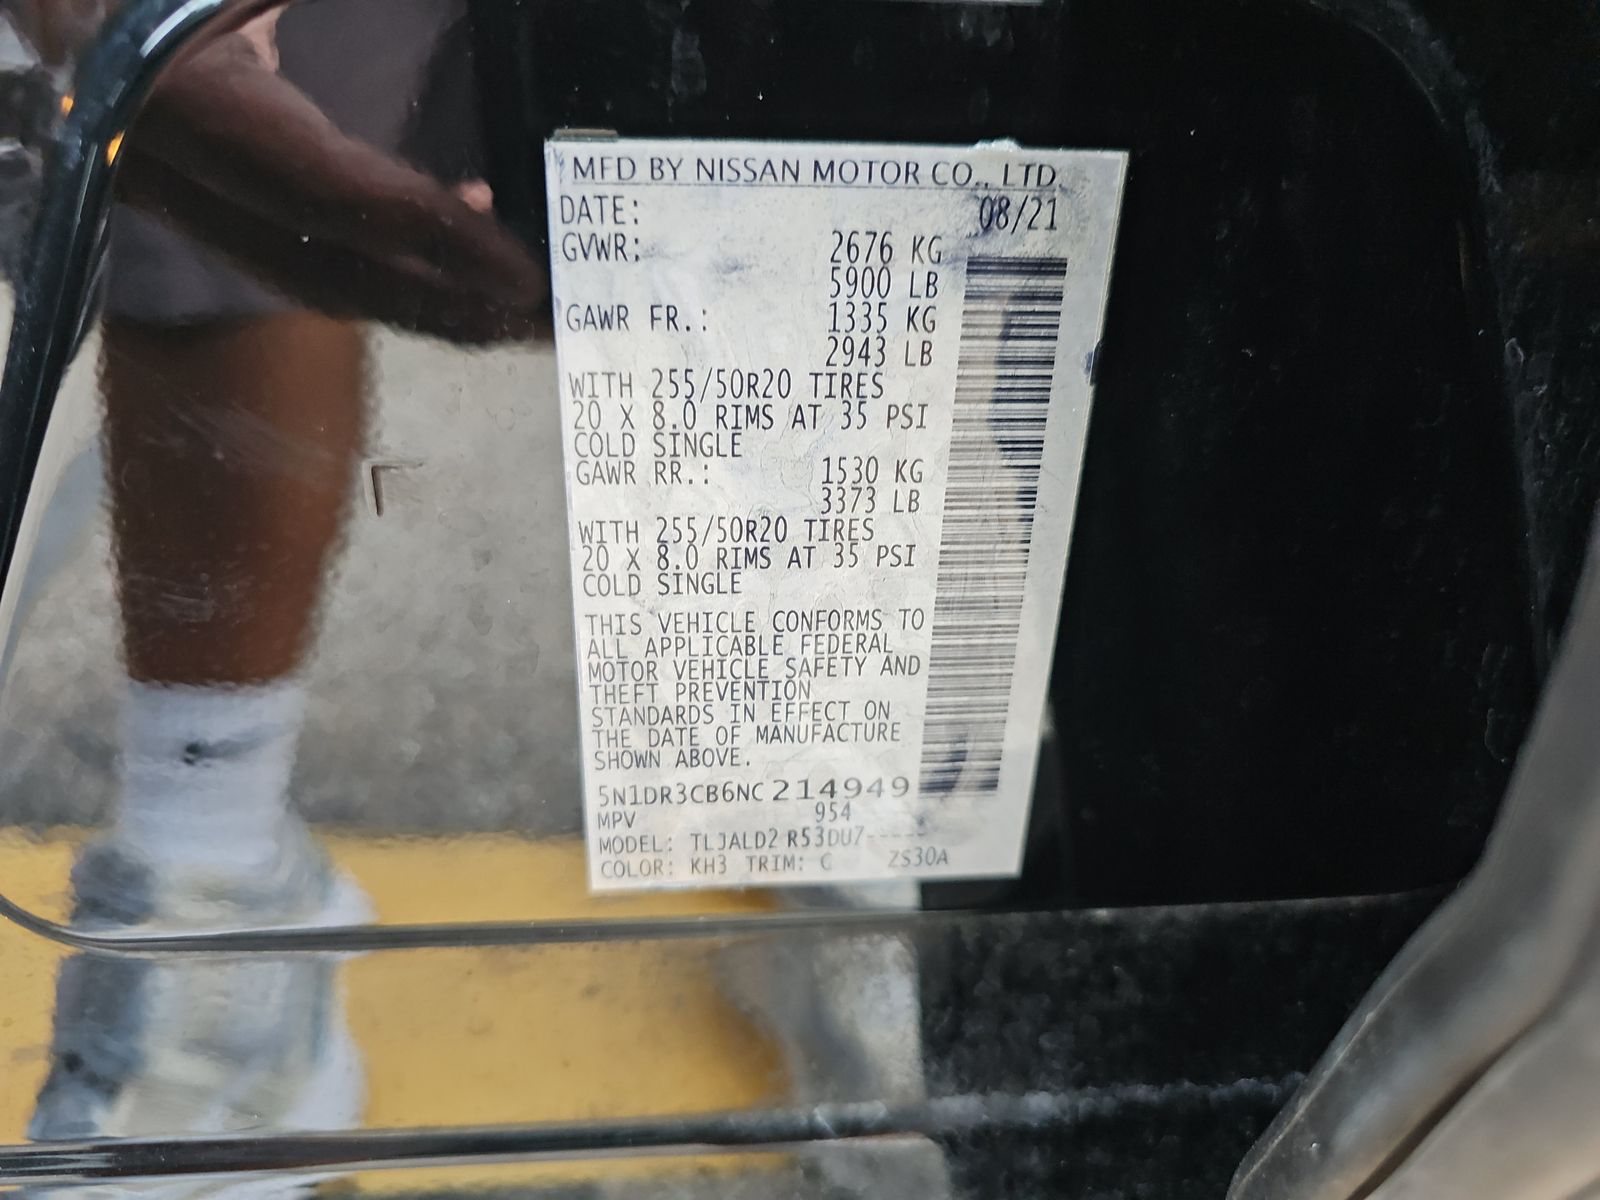 MFD BY NISSAN MOTOR CO., LTD.
DATE: 08/21
GVWR: 2676 KG
5900 LB
GAWR FR.: 1335 KG
2943 LB
WITH 255/50R20 TIRES
20 X 8.0 RIMS AT 35 PSI
COLD SINGLE
GAWR RR.: 1530 KG
3373 LB
WITH 255/50R20 TIRES
20 X 8.0 RIMS AT 35 PSI
COLD SINGLE
THIS VEHICLE CONFORMS TO
ALL APPLICABLE FEDERAL
MOTOR VEHICLE SAFETY AND
THEFT PREVENTION
STANDARDS IN EFFECT ON
THE DATE OF MANUFACTURE
SHOWN ABOVE.
5N1DR3CB6NC214949
MPV 954
MODEL: TLJALD2 R53DU7-----
COLOR: KH3 TRIM: C ZS30A